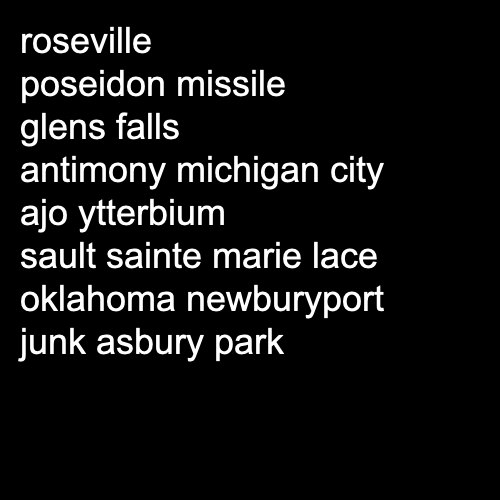 roseville
poseidon missile
glens falls
antimony michigan city
ajo ytterbium
sault sainte marie lace
oklahoma newburyport
junk asbury park